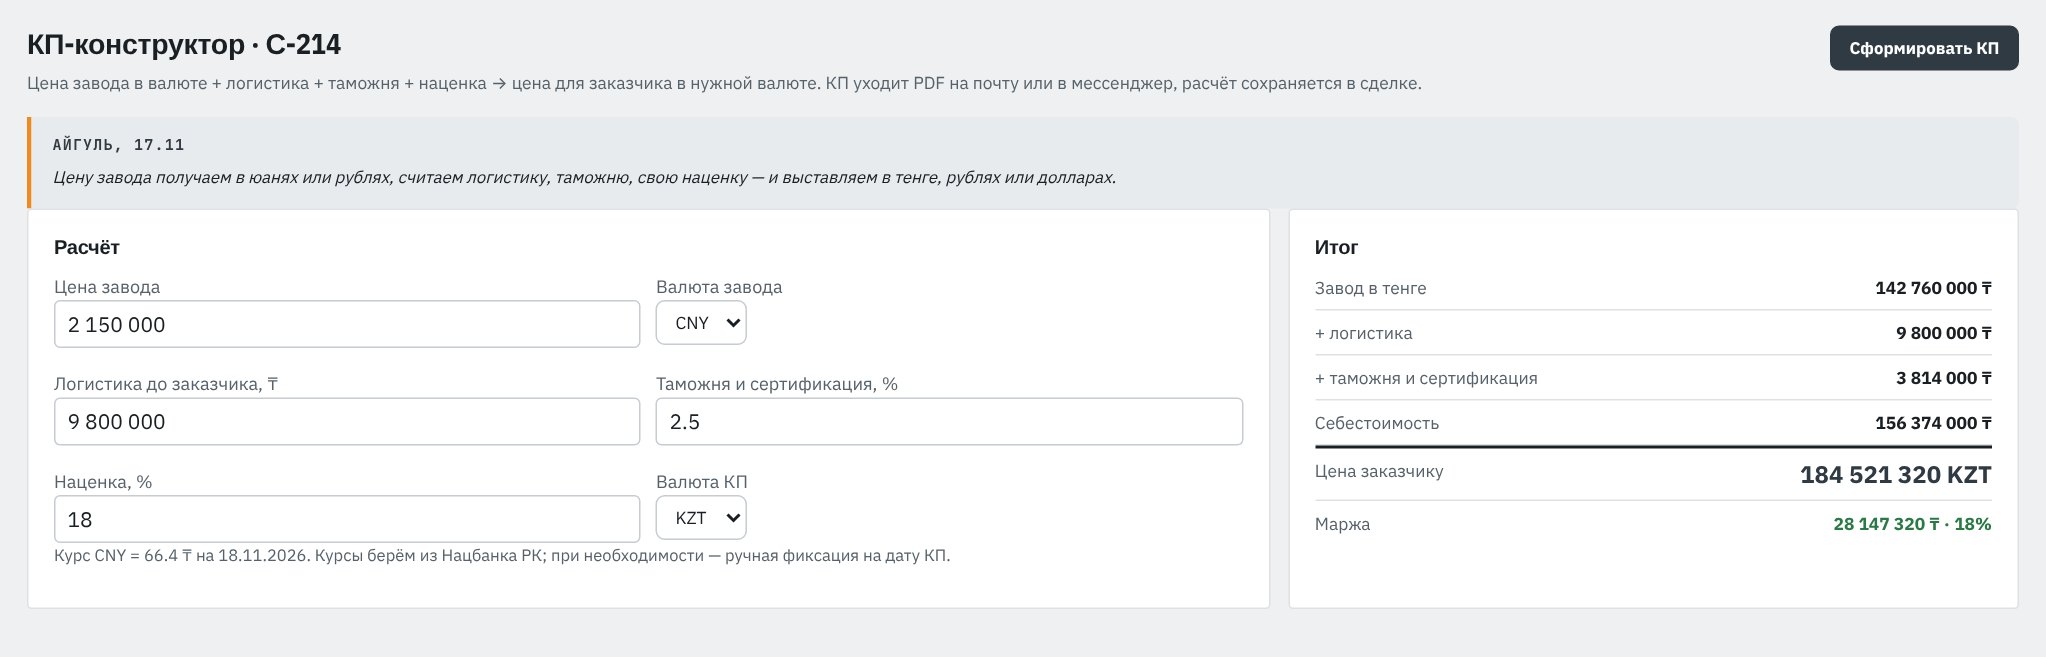 КП-конструктор · С-214
Сформировать КП
Цена завода в валюте + логистика + таможня + наценка → цена для заказчика в нужной валюте. КП уходит PDF на почту или в мессенджер, расчёт сохраняется в сделке.
АЙГУЛЬ, 17.11
Цену завода получаем в юанях или рублях, считаем логистику, таможню, свою наценку — и выставляем в тенге, рублях или долларах.
Расчёт
Цена завода
Валюта завода
2 150 000
CNY
Логистика до заказчика, ₸
Таможня и сертификация, %
9 800 000
2.5
Наценка, %
Валюта КП
18
KZT
Курс CNY = 66.4 ₸ на 18.11.2026. Курсы берём из Нацбанка РК; при необходимости — ручная фиксация на дату КП.
Итог
Завод в тенге 142 760 000 ₸
+ логистика 9 800 000 ₸
+ таможня и сертификация 3 814 000 ₸
Себестоимость 156 374 000 ₸
Цена заказчику 184 521 320 KZT
Маржа 28 147 320 ₸ · 18%